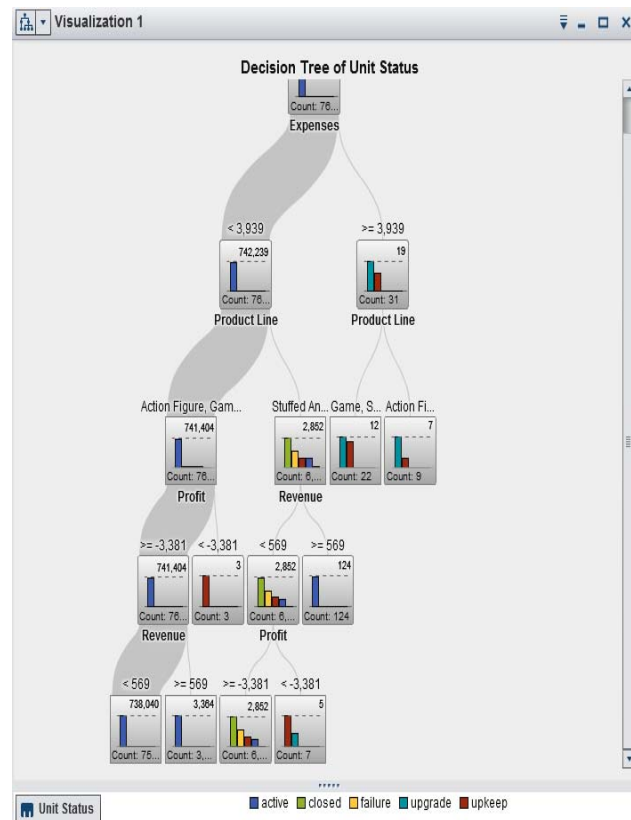 Visualization 1
Decision Tree of Unit Status
Count: 76...
Expenses
< 3,939 >= 3,939
742,239 19
Count: 76... Count: 31
Product Line Product Line
Action Figure, Gam... Stuffed An... Game, S... Action Fi...
741,404 2,852 12 7
Count: 76... Count: 6,... Count: 22 Count: 9
Profit Revenue
>= -3,381 < -3,381 < 569 >= 569
741,404 3 2,852 124
Count: 76... Count: 3 Count: 6,... Count: 124
Revenue Profit
< 569 >= 569 >= -3,381 < -3,381
738,040 3,364 2,852 5
Count: 75... Count: 3,... Count: 6,... Count: 7
Unit Status active closed failure upgrade upkeep